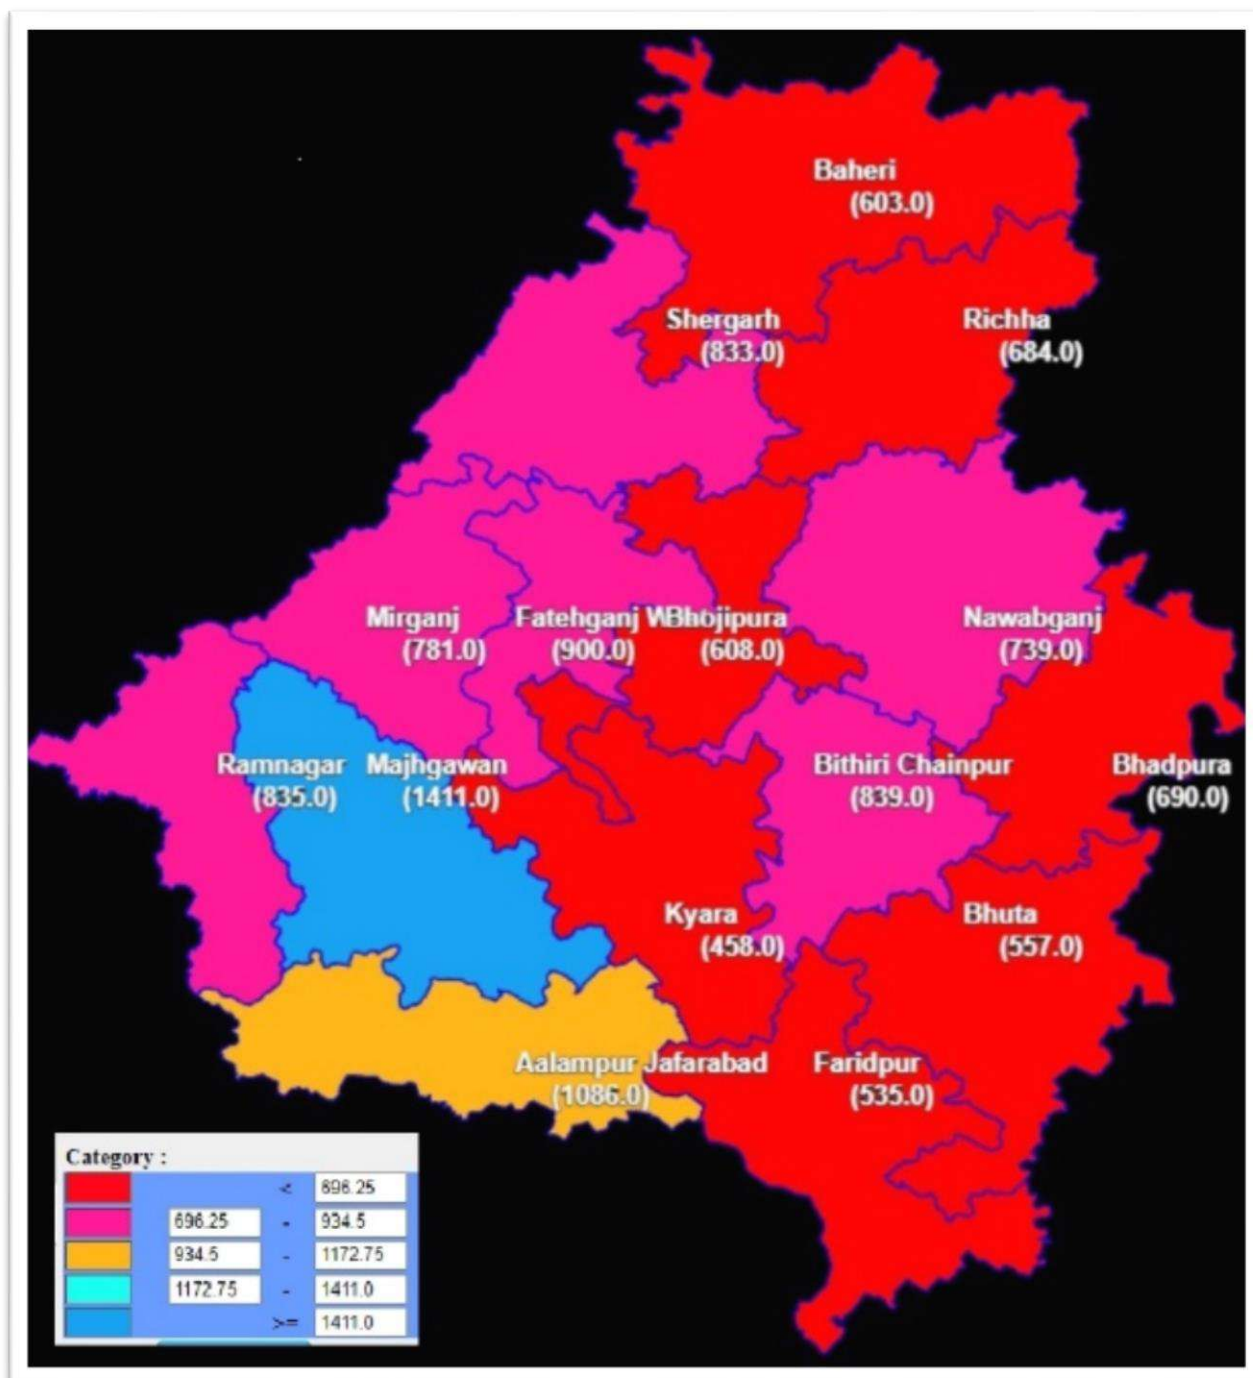 Baheri
(603.0)
Shergarh
(833.0)
Richha
(684.0)
Mirganj
(781.0)
Fatehganj
(900.0)
Bhojipura
(608.0)
Nawabganj
(739.0)
Ramnagar
(835.0)
Majhgawan
(1411.0)
Bithiri Chainpur
(839.0)
Bhadpura
(690.0)
Kyara
(458.0)
Bhuta
(557.0)
Aalampur Jafarabad
(1086.0)
Faridpur
(535.0)
Category :
< 696.25
696.25 - 934.5
934.5 - 1172.75
1172.75 - 1411.0
>= 1411.0